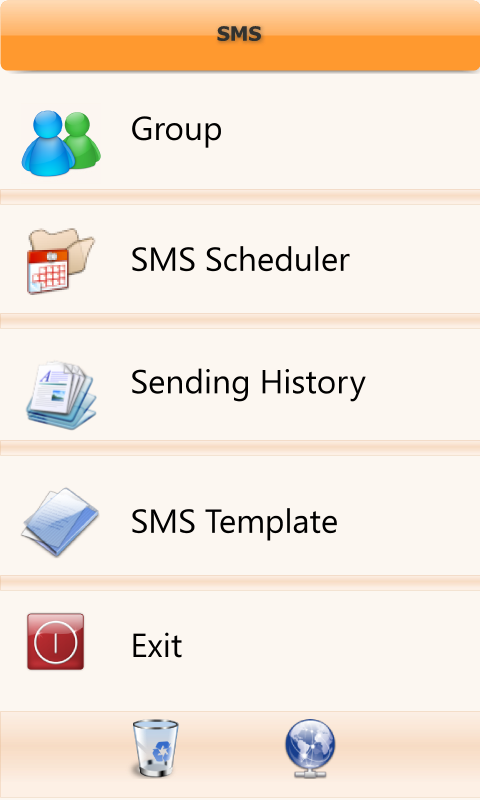 SMS
Group
SMS Scheduler
Sending History
SMS Template
Exit